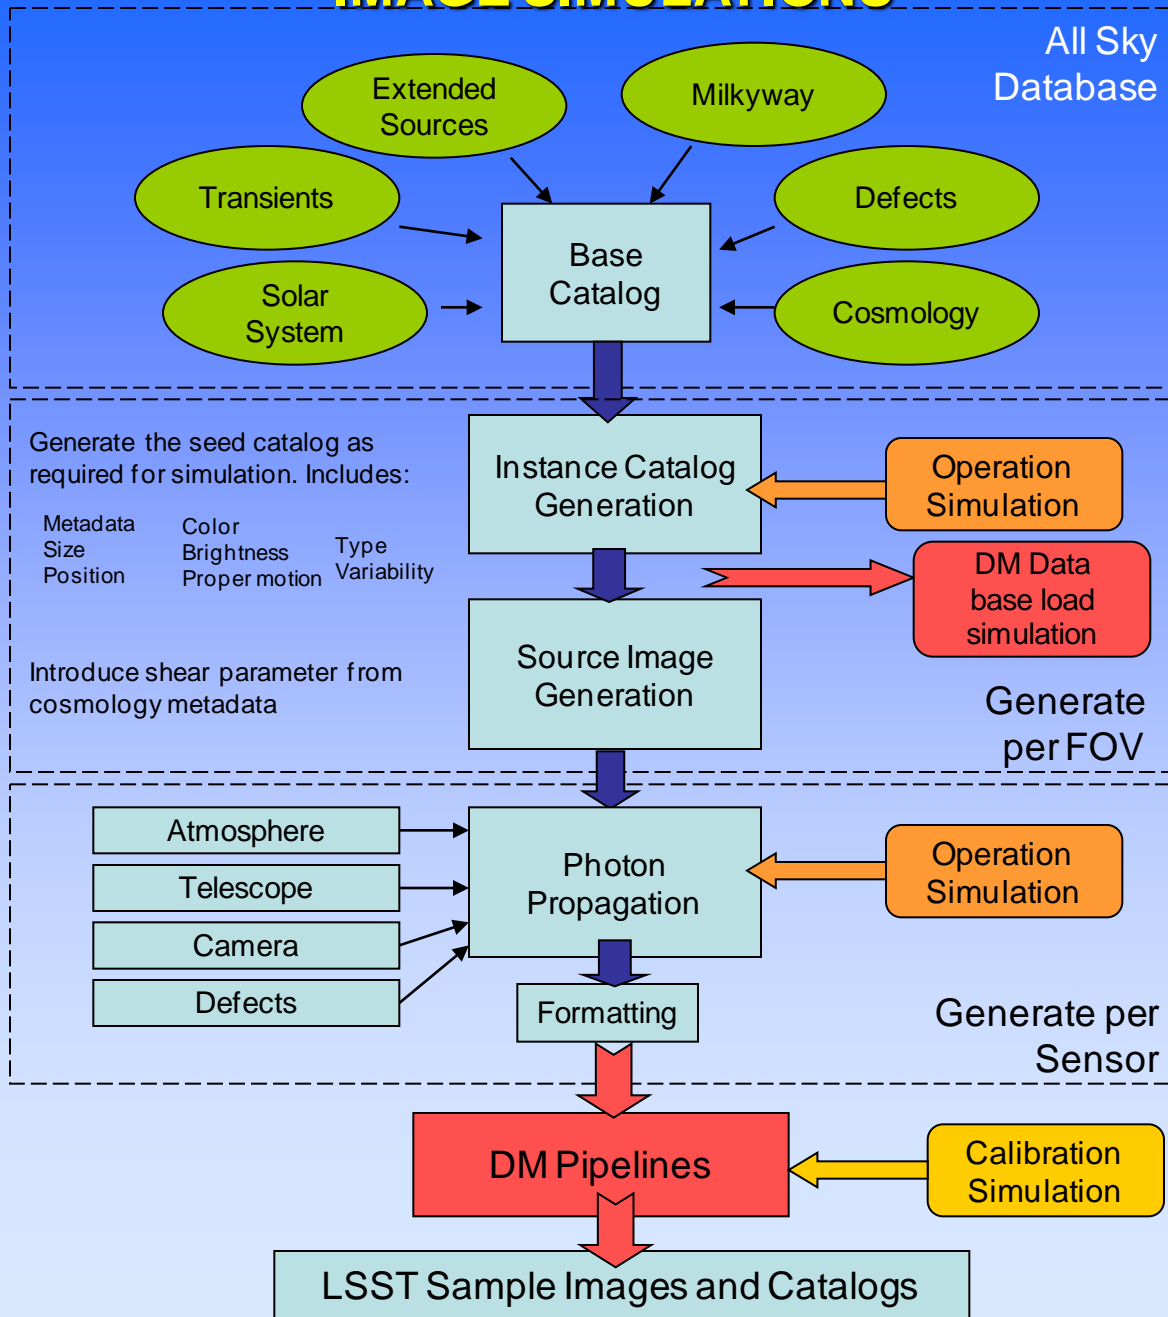 IMAGE SIMULATIONS
All Sky
Database
Extended
Sources
Milkyway
Transients
Defects
Solar
System
Base
Catalog
Cosmology
Generate the seed catalog as
required for simulation. Includes:
Metadata
Size
Position
Color
Brightness
Proper motion
Type
Variability
Instance Catalog
Generation
Operation
Simulation
DM Data
base load
simulation
Introduce shear parameter from
cosmology metadata
Source Image
Generation
Generate
per FOV
Atmosphere
Telescope
Camera
Defects
Photon
Propagation
Operation
Simulation
Formatting
Generate per
Sensor
DM Pipelines
Calibration
Simulation
LSST Sample Images and Catalogs